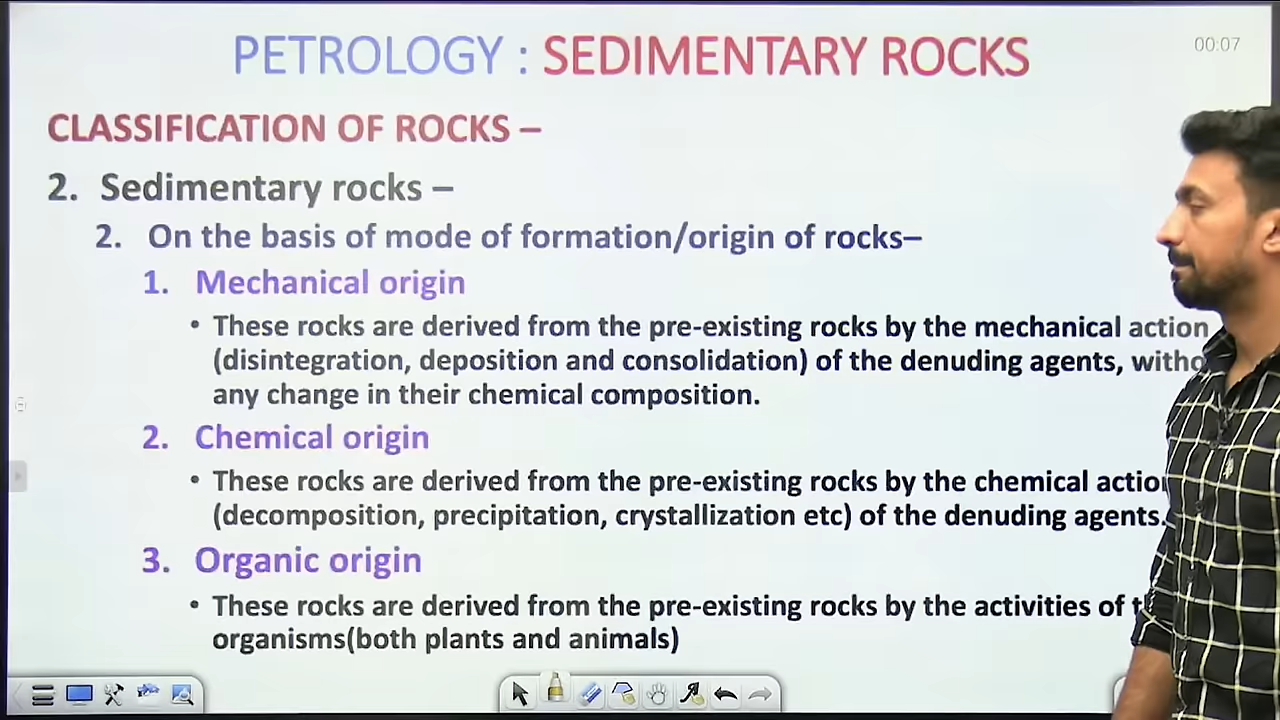 PETROLOGY : SEDIMENTARY ROCKS
00:07
CLASSIFICATION OF ROCKS –
2. Sedimentary rocks –
2. On the basis of mode of formation/origin of rocks–
1. Mechanical origin
• These rocks are derived from the pre-existing rocks by the mechanical action
(disintegration, deposition and consolidation) of the denuding agents,
any change in their chemical composition.
2. Chemical origin
• These rocks are derived from the pre-existing rocks by the chemical
(decomposition, precipitation, crystallization etc) of the denuding agents.
3. Organic origin
• These rocks are derived from the pre-existing rocks by the activities of
organisms(both plants and animals)